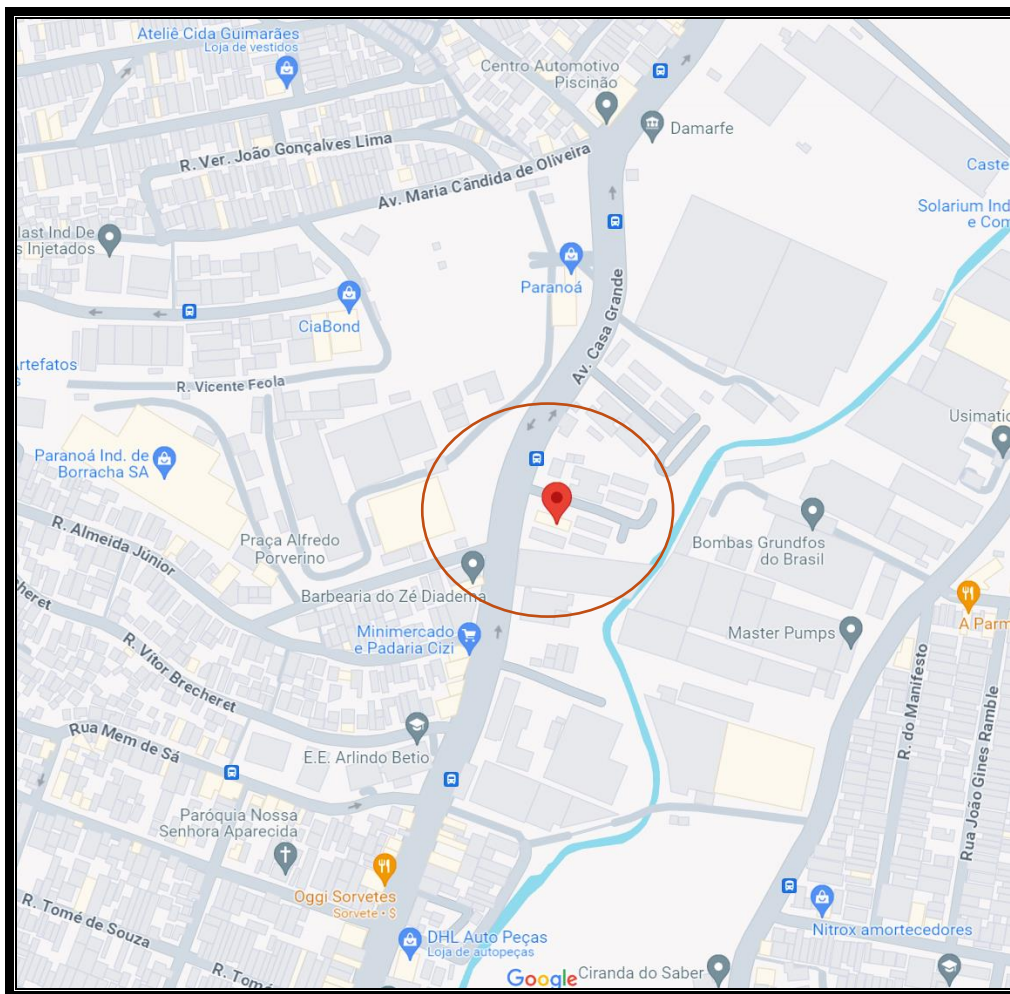 Ateliê Cida Guimarães
Loja de vestidos
Centro Automotivo
Piscinão
Damarfe
R. Ver. João Gonçalves Lima
Av. Maria Cândida de Oliveira
Caste
Solarium Ind
e Com
last Ind De
s Injetados
Paranoá
CiaBond
Av. Casa Grande
Artefatos
s
R. Vicente Feola
Usimatic
Paranoá Ind. de
Borracha SA
R. Almeida Júnior
Praça Alfredo
Porverino
Bombas Grundfos
do Brasil
Barbearia do Zé Diadema
cheret
A Parm
Minimercado
e Padaria Cizi
Master Pumps
R. Vitor Brecheret
R. do Manifesto
Rua João Gines Ramble
Rua Mem de Sá
E.E. Arlindo Betio
Paróquia Nossa
Senhora Aparecida
Oggi Sorvetes
Sorvete • $
R. Tomé de Souza
DHL Auto Peças
Loja de autopeças
Nitrox amortecedores
R. Tomé
Google
Ciranda do Saber